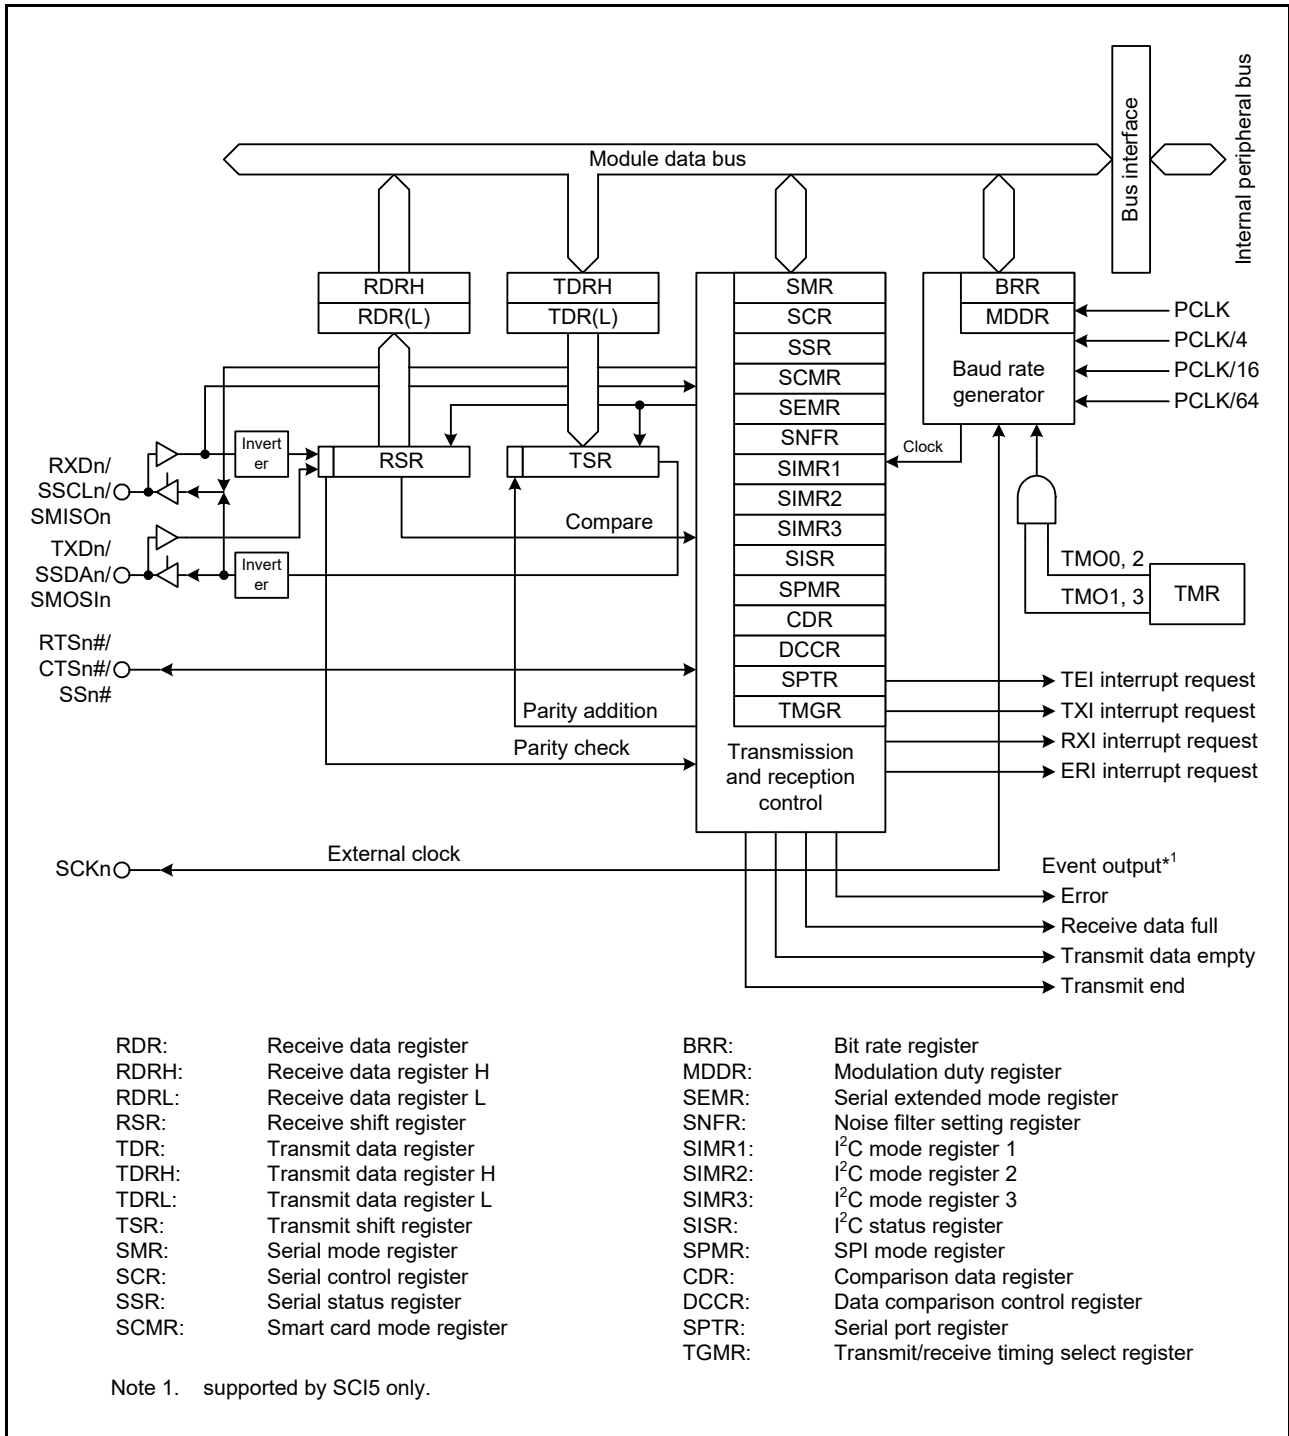 Module data bus
Bus interface
Internal peripheral bus
RDRH
RDR(L)
TDRH
TDR(L)
SMR
SCR
SSR
SCMR
SEMR
SNFR
SIMR1
SIMR2
SIMR3
SISR
SPMR
CDR
DCCR
SPTR
TMGR
Transmission
and reception
control
BRR
MDDR
Baud rate
generator
PCLK
PCLK/4
PCLK/16
PCLK/64
Clock
RXDn/
SSCLn/
SMISOn
Invert
er
RSR
TSR
Compare
TXDn/
SSDAn/
SMOSIn
Invert
er
TMO0, 2
TMO1, 3
TMR
RTSn#/
CTSn#/
SSn#
Parity addition
Parity check
TEI interrupt request
TXI interrupt request
RXI interrupt request
ERI interrupt request
SCKn
External clock
Event output*1
Error
Receive data full
Transmit data empty
Transmit end
RDR: Receive data register
RDRH: Receive data register H
RDRL: Receive data register L
RSR: Receive shift register
TDR: Transmit data register
TDRH: Transmit data register H
TDRL: Transmit data register L
TSR: Transmit shift register
SMR: Serial mode register
SCR: Serial control register
SSR: Serial status register
SCMR: Smart card mode register
BRR: Bit rate register
MDDR: Modulation duty register
SEMR: Serial extended mode register
SNFR: Noise filter setting register
SIMR1: I2C mode register 1
SIMR2: I2C mode register 2
SIMR3: I2C mode register 3
SISR: I2C status register
SPMR: SPI mode register
CDR: Comparison data register
DCCR: Data comparison control register
SPTR: Serial port register
TGMR: Transmit/receive timing select register
Note 1. supported by SCI5 only.